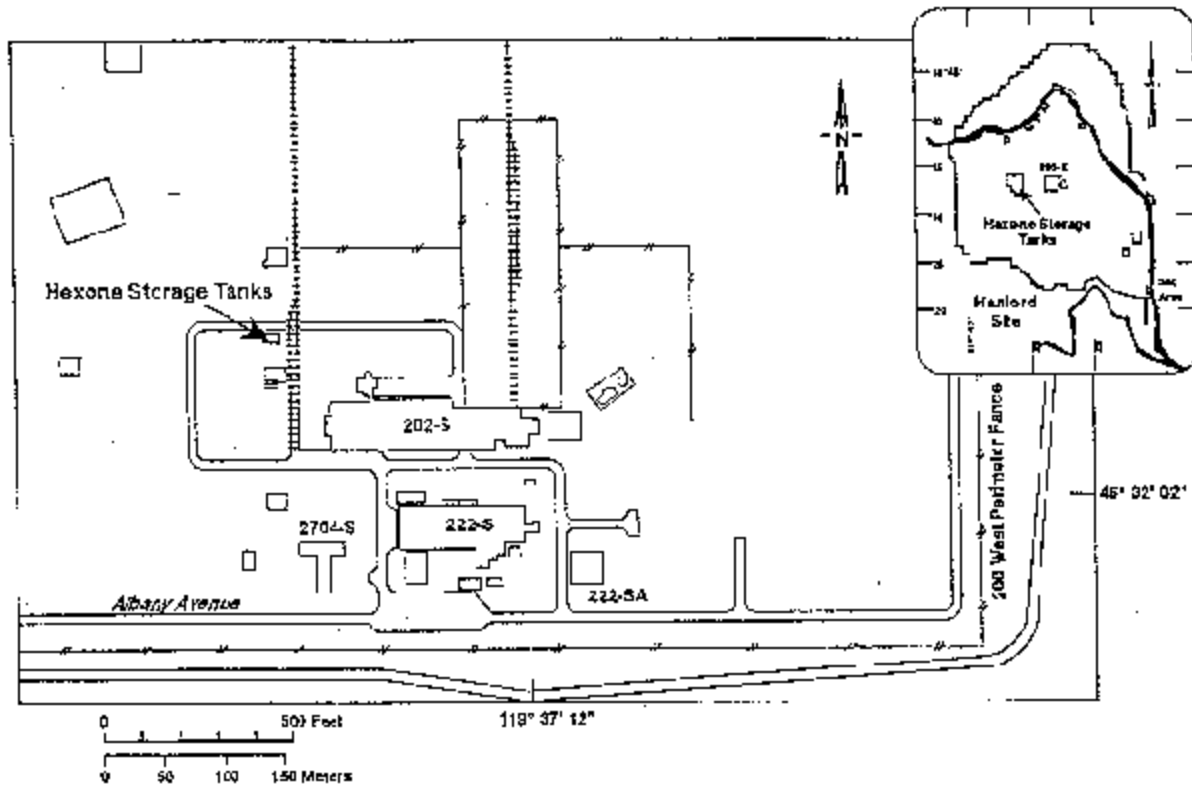 N
Hexone Storage Tanks
Hexone Storage
Tanks
Hanford
Site
202-S
2704-S
222-S
222-SA
Albany Avenue
200 West Perimeter Fence
46° 32' 02"
119° 37' 12"
0 500 Feet
0 50 100 150 Meters